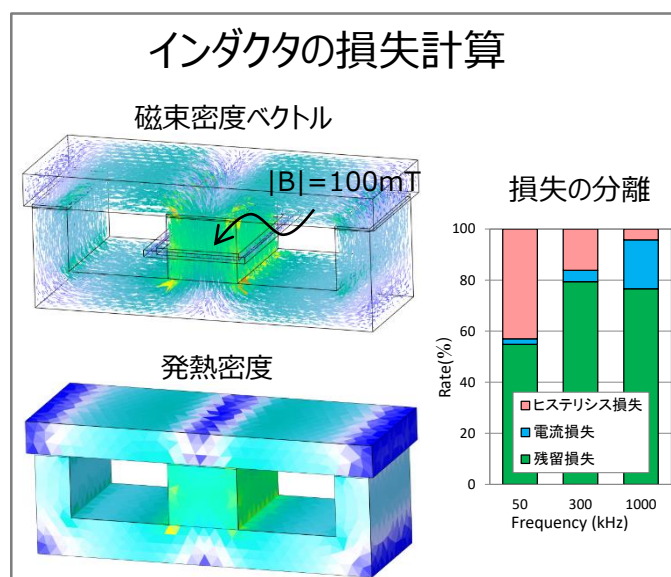 インダクタの損失計算
磁束密度ベクトル
|B|=100mT
発熱密度
損失の分離
100
80
60
40
20
0
Rate(%)
ヒステリシス損失
電流損失
残留損失
50 300 1000
Frequency (kHz)